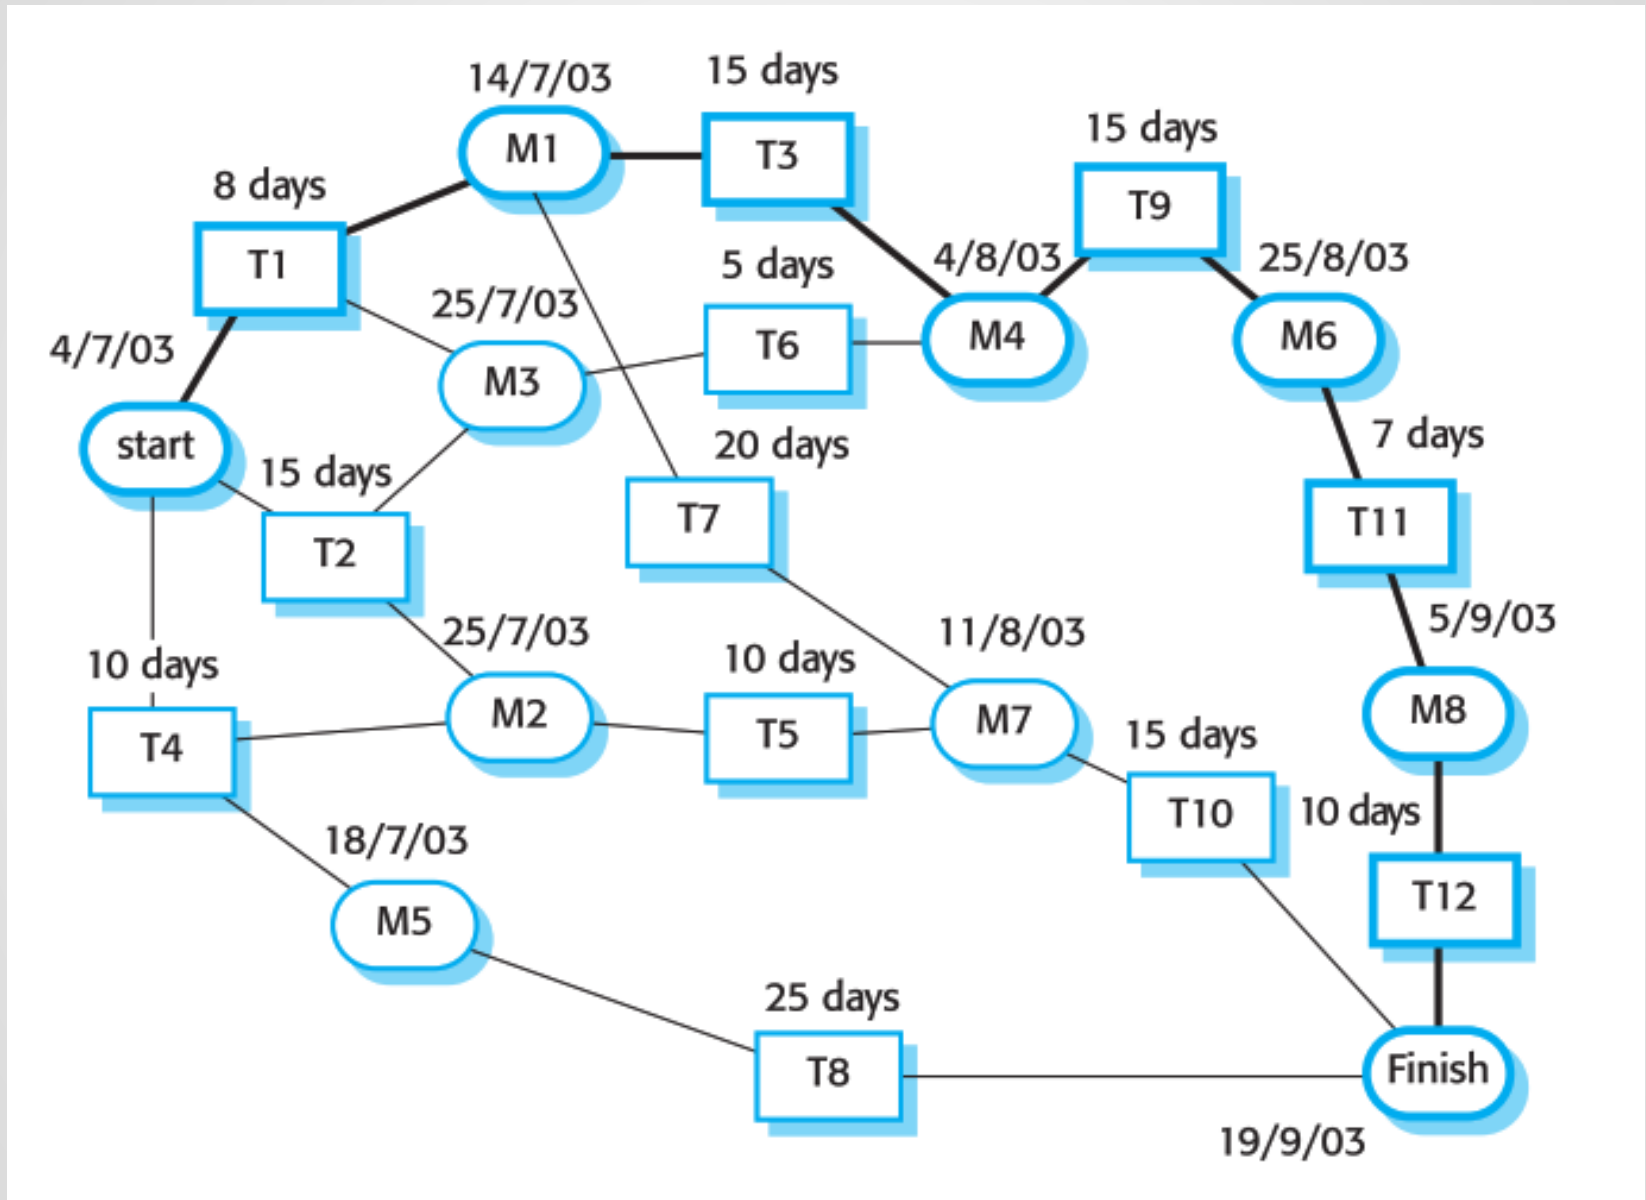 14/7/03
15 days
M1
15 days
T3
8 days
T9
T1
4/8/03
25/8/03
5 days
25/7/03
4/7/03
T6
M4
M6
M3
start
20 days
7 days
15 days
T7
T11
T2
25/7/03
11/8/03
5/9/03
10 days
10 days
M2
M7
M8
T4
T5
15 days
18/7/03
T10
10 days
M5
T12
25 days
T8
Finish
19/9/03